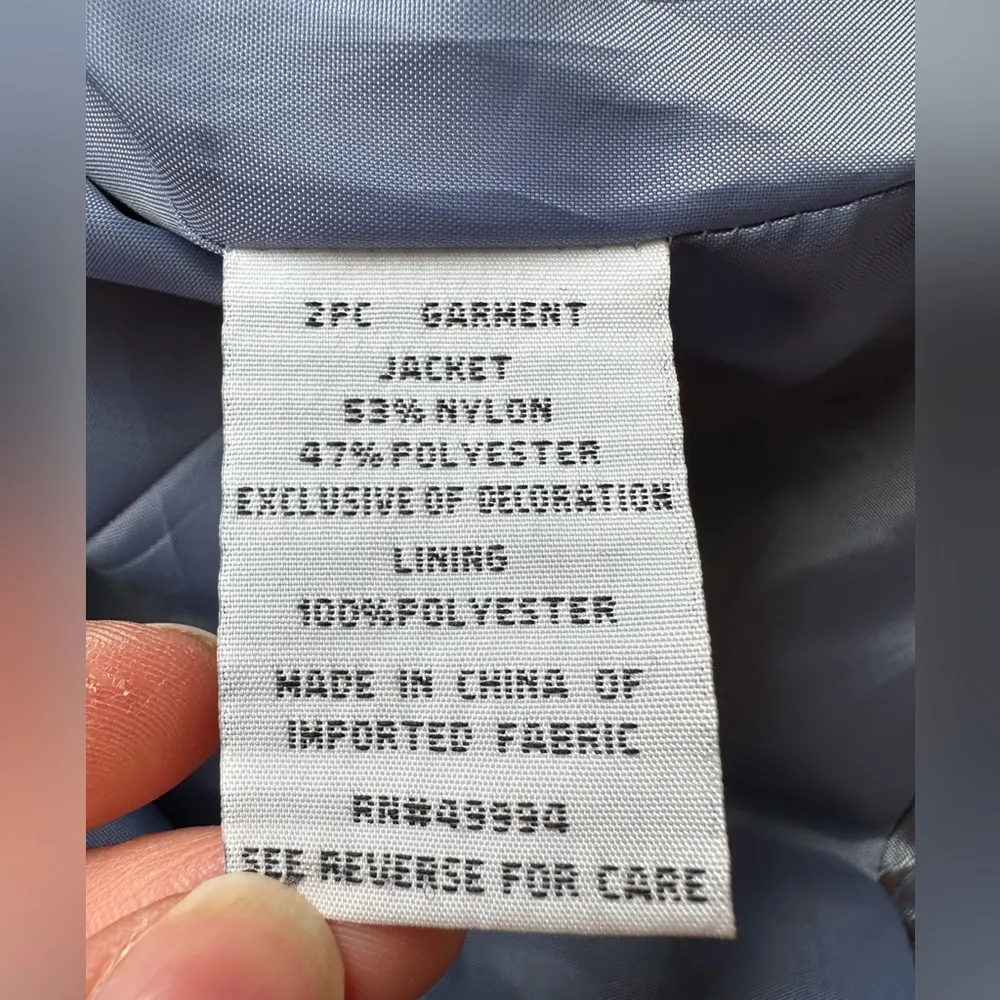 2PC GARMENT
JACKET
53% NYLON
47% POLYESTER
EXCLUSIVE OF DECORATION
LINING
100% POLYESTER
MADE IN CHINA OF
IMPORTED FABRIC
RN#49994
SEE REVERSE FOR CARE